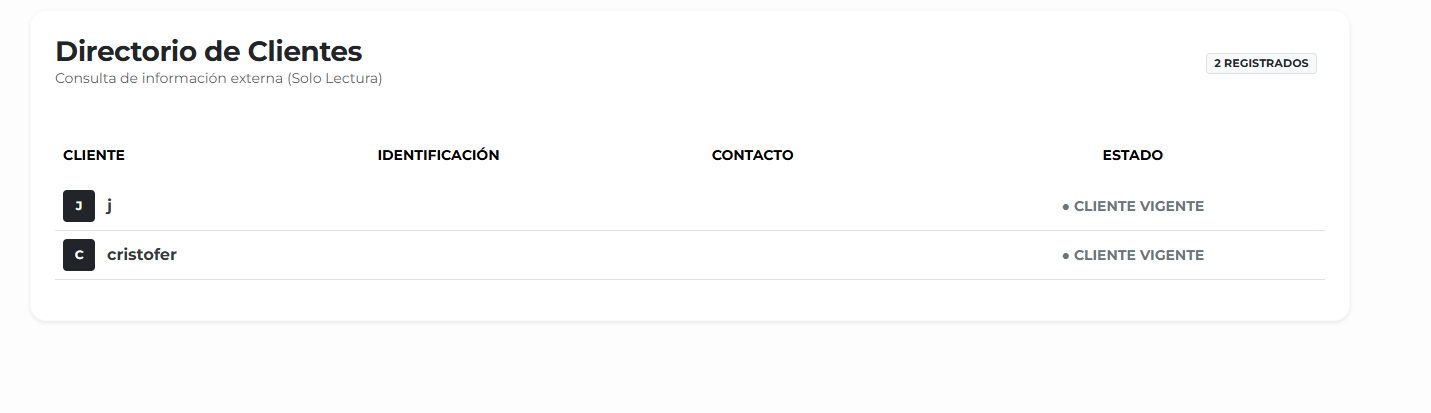 Directorio de Clientes
Consulta de información externa (Solo Lectura)
2 REGISTRADOS
CLIENTE IDENTIFICACIÓN CONTACTO ESTADO
J j ● CLIENTE VIGENTE
C cristofer ● CLIENTE VIGENTE